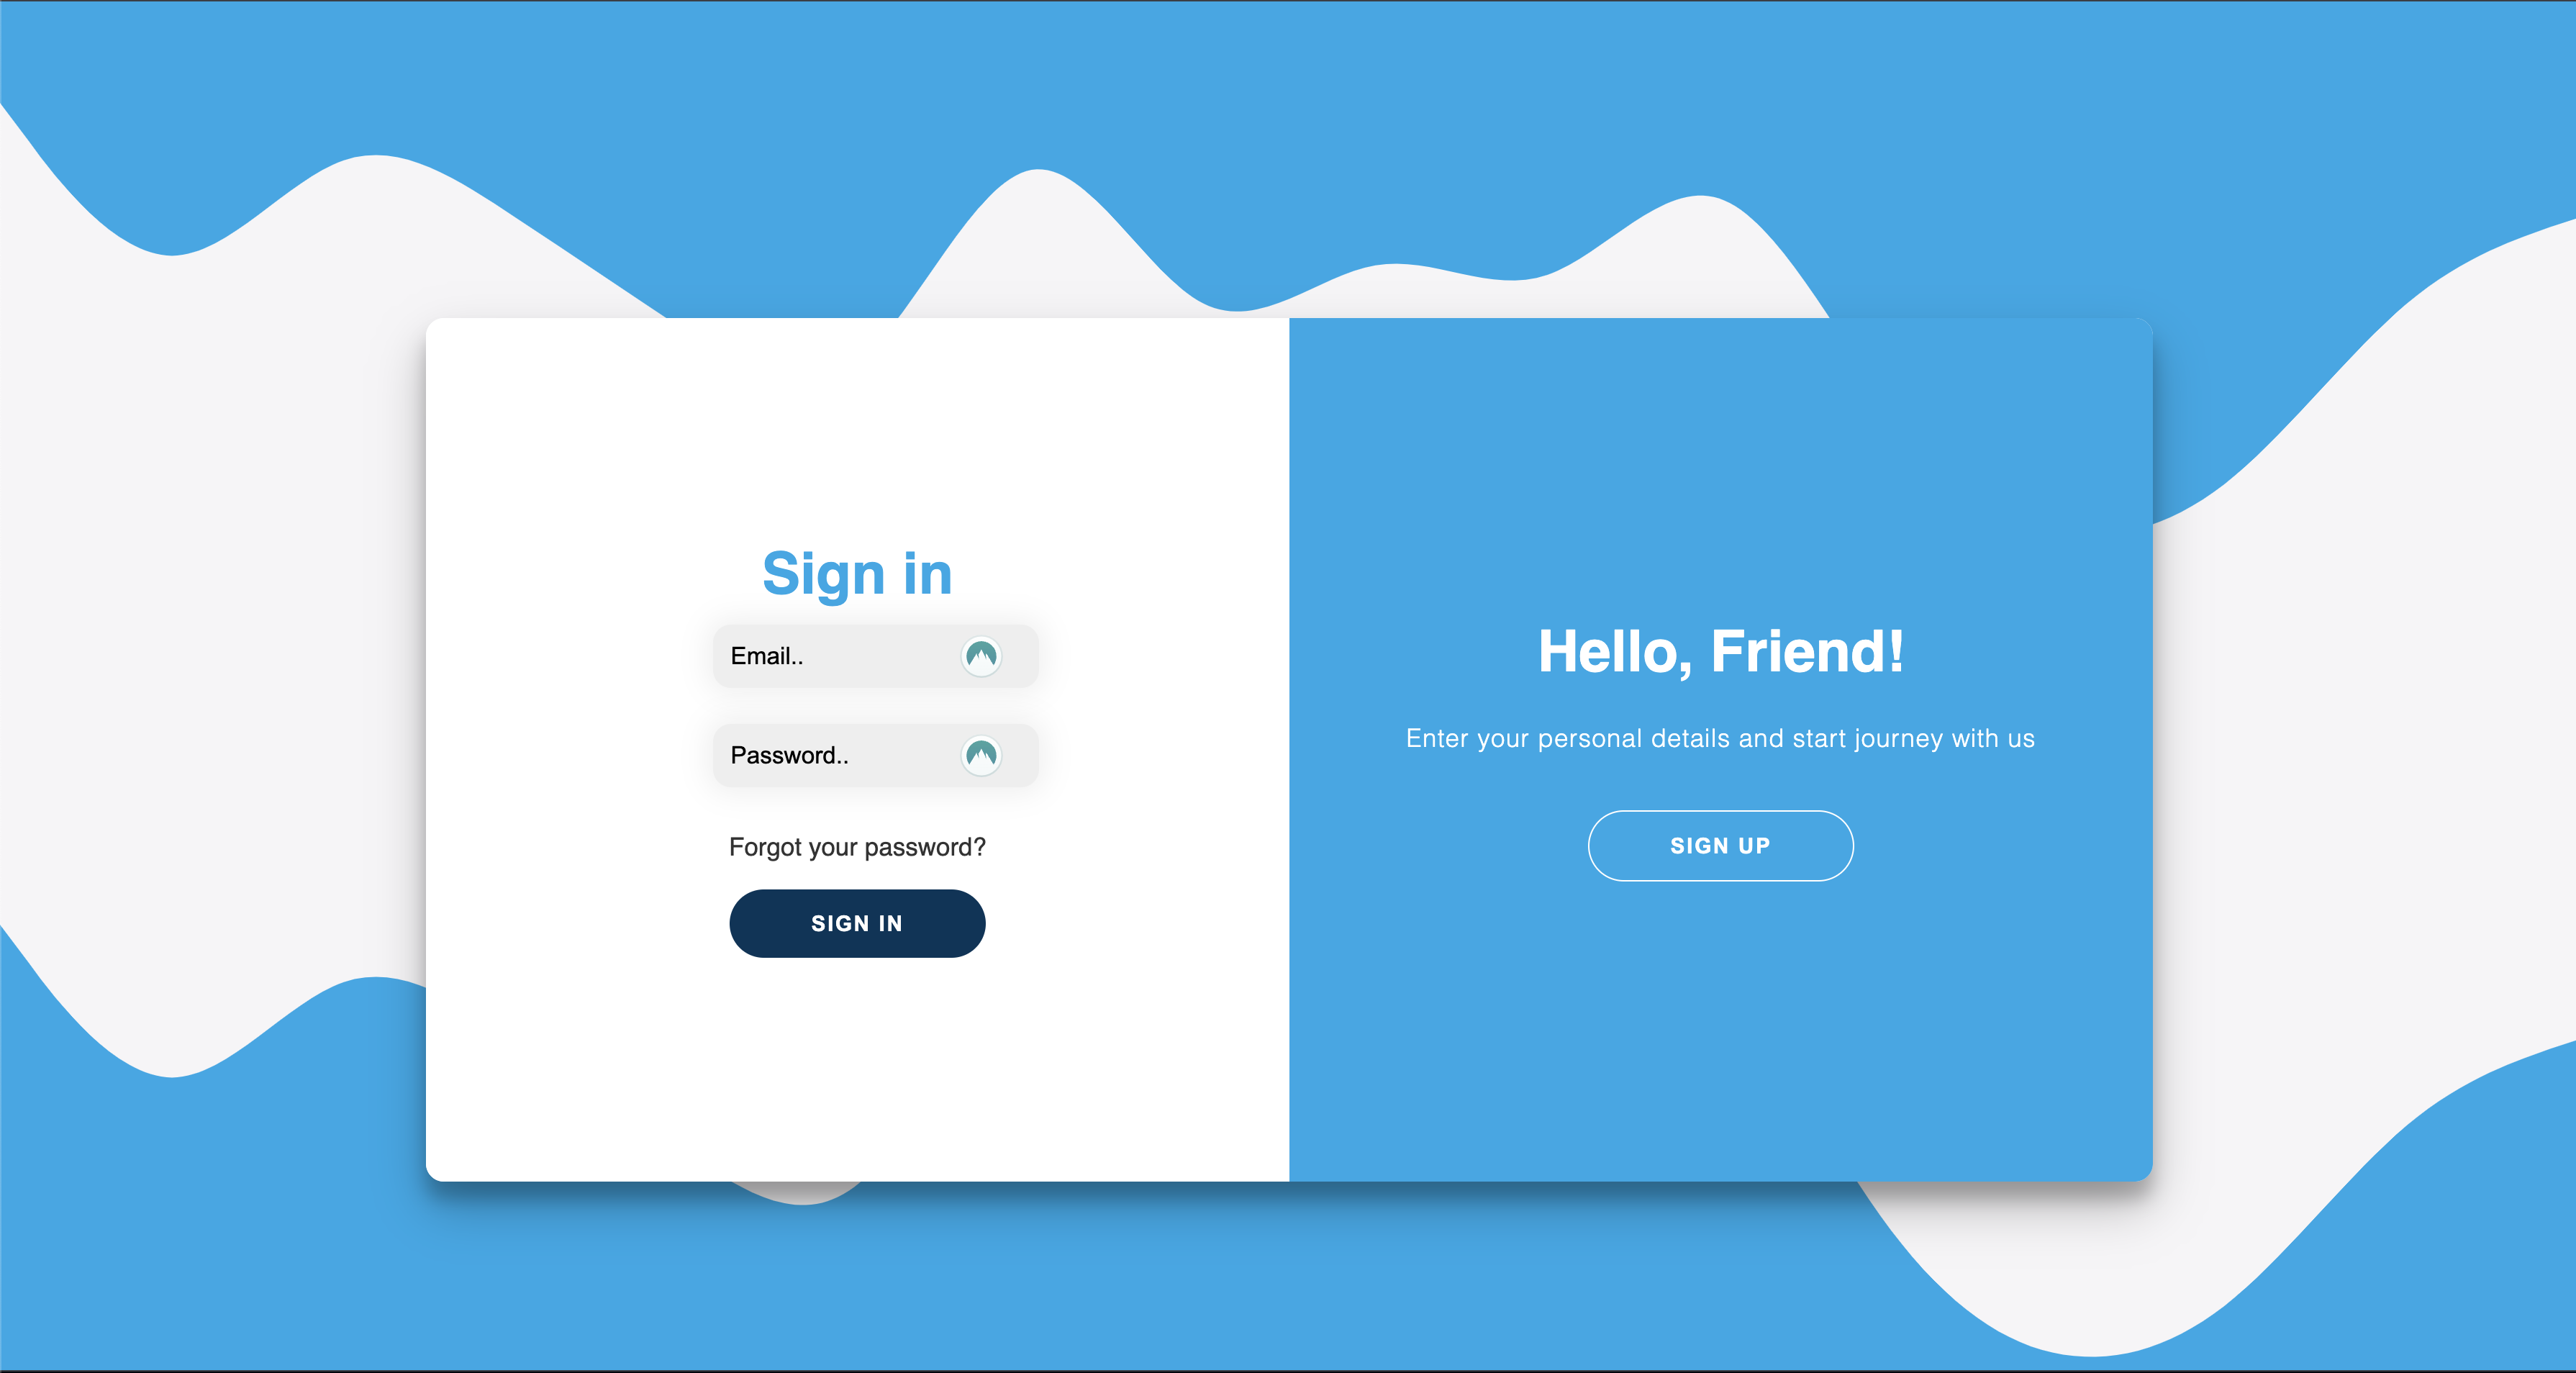 Sign in
Email..
Password..
Forgot your password?
SIGN IN
Hello, Friend!
Enter your personal details and start journey with us
SIGN UP